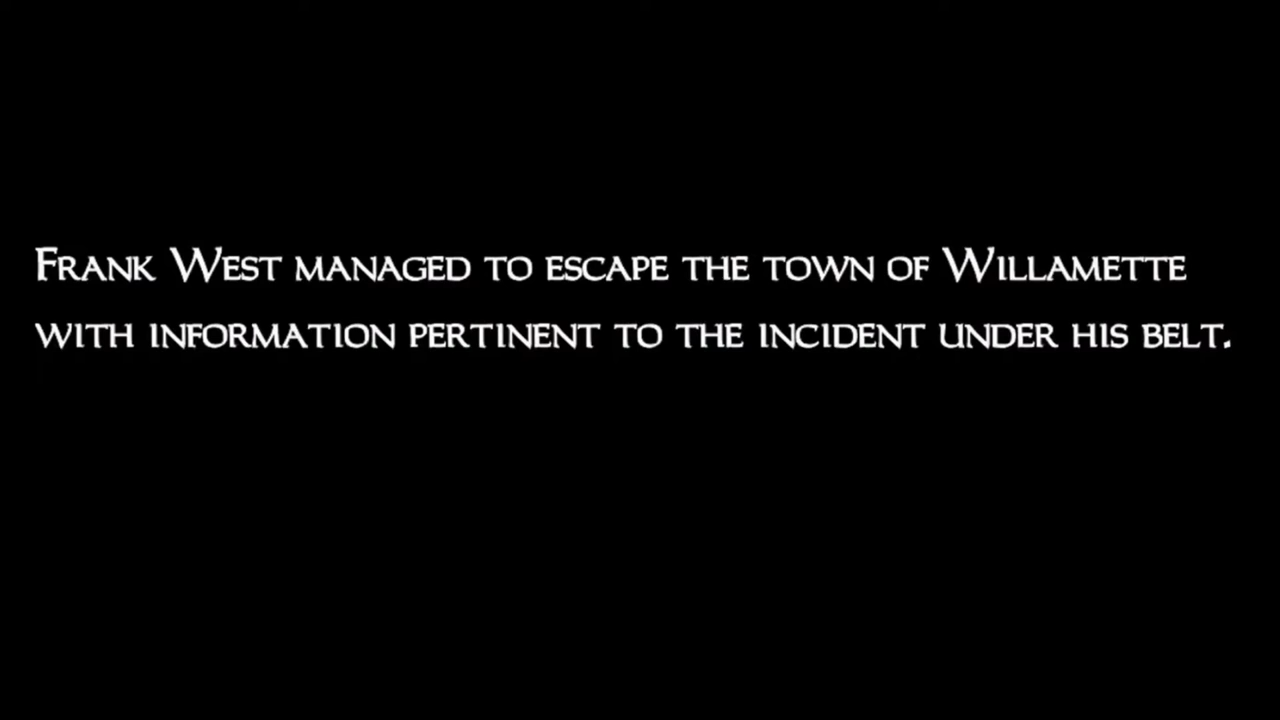 Frank West managed to escape the town of Willamette
with information pertinent to the incident under his belt.